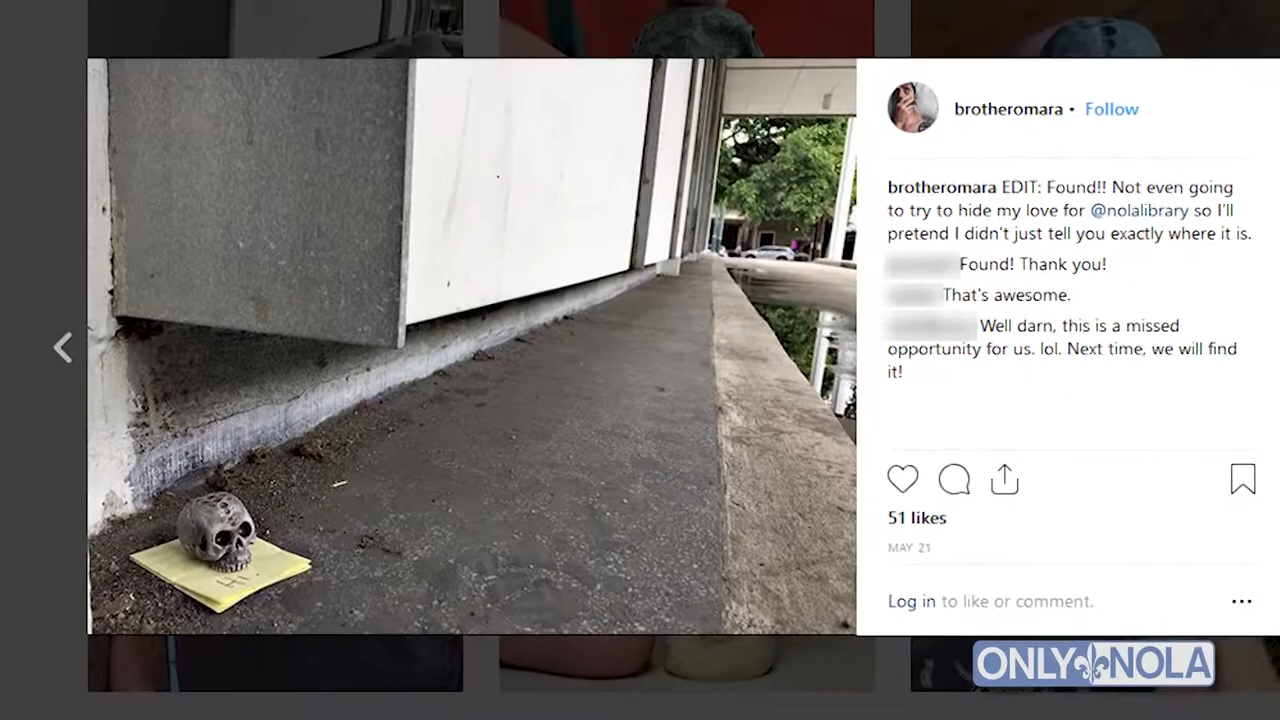 brotheromara • Follow
brotheromara EDIT: Found!! Not even going
to try to hide my love for @nolalibrary so I'll
pretend I didn't just tell you exactly where it is.
Found! Thank you!
That's awesome.
Well darn, this is a missed
opportunity for us. lol. Next time, we will find
it!
HI.
51 likes
MAY 21
Log in to like or comment.
ONLY NOLA